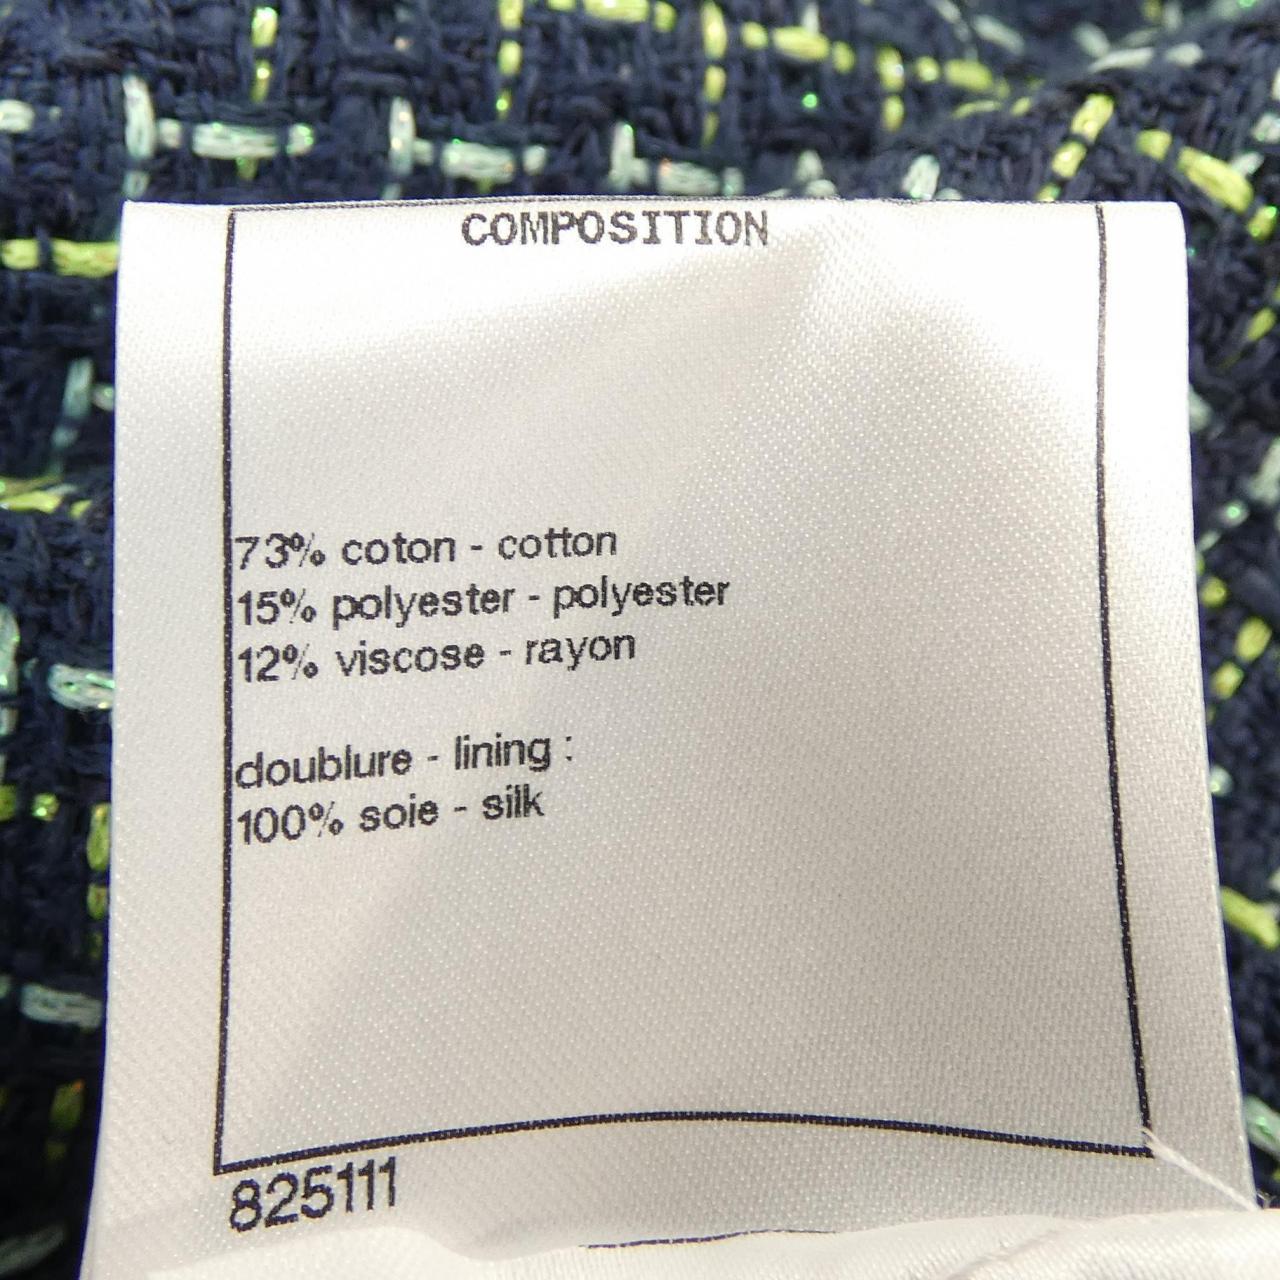 COMPOSITION
73% coton - cotton
15% polyester - polyester
12% viscose - rayon
doublure - lining :
100% soie - silk
825111